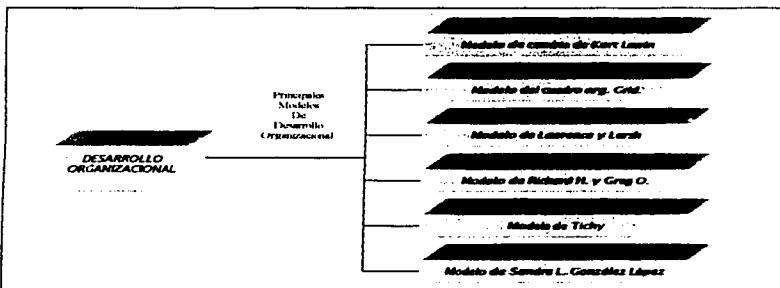 Modelo de cambio de Kurt Lewin
Principales
Modelos
De
Desarrollo
Organizacional
Modelo del cuadro org. Grid.
Modelo de Lawrence y Lorsh
DESARROLLO
ORGANIZACIONAL
Modelo de Richard H. y Greg O.
Modelo de Tichy
Modelo de Sandra L. González López